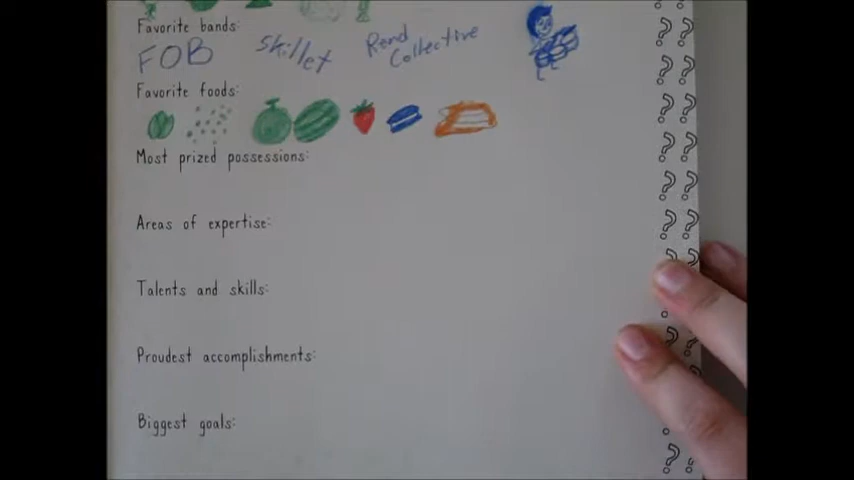 Favorite bands:
FOB Skillet Rend Collective
Favorite foods:
Most prized possessions:
Areas of expertise:
Talents and skills:
Proudest accomplishments:
Biggest goals: